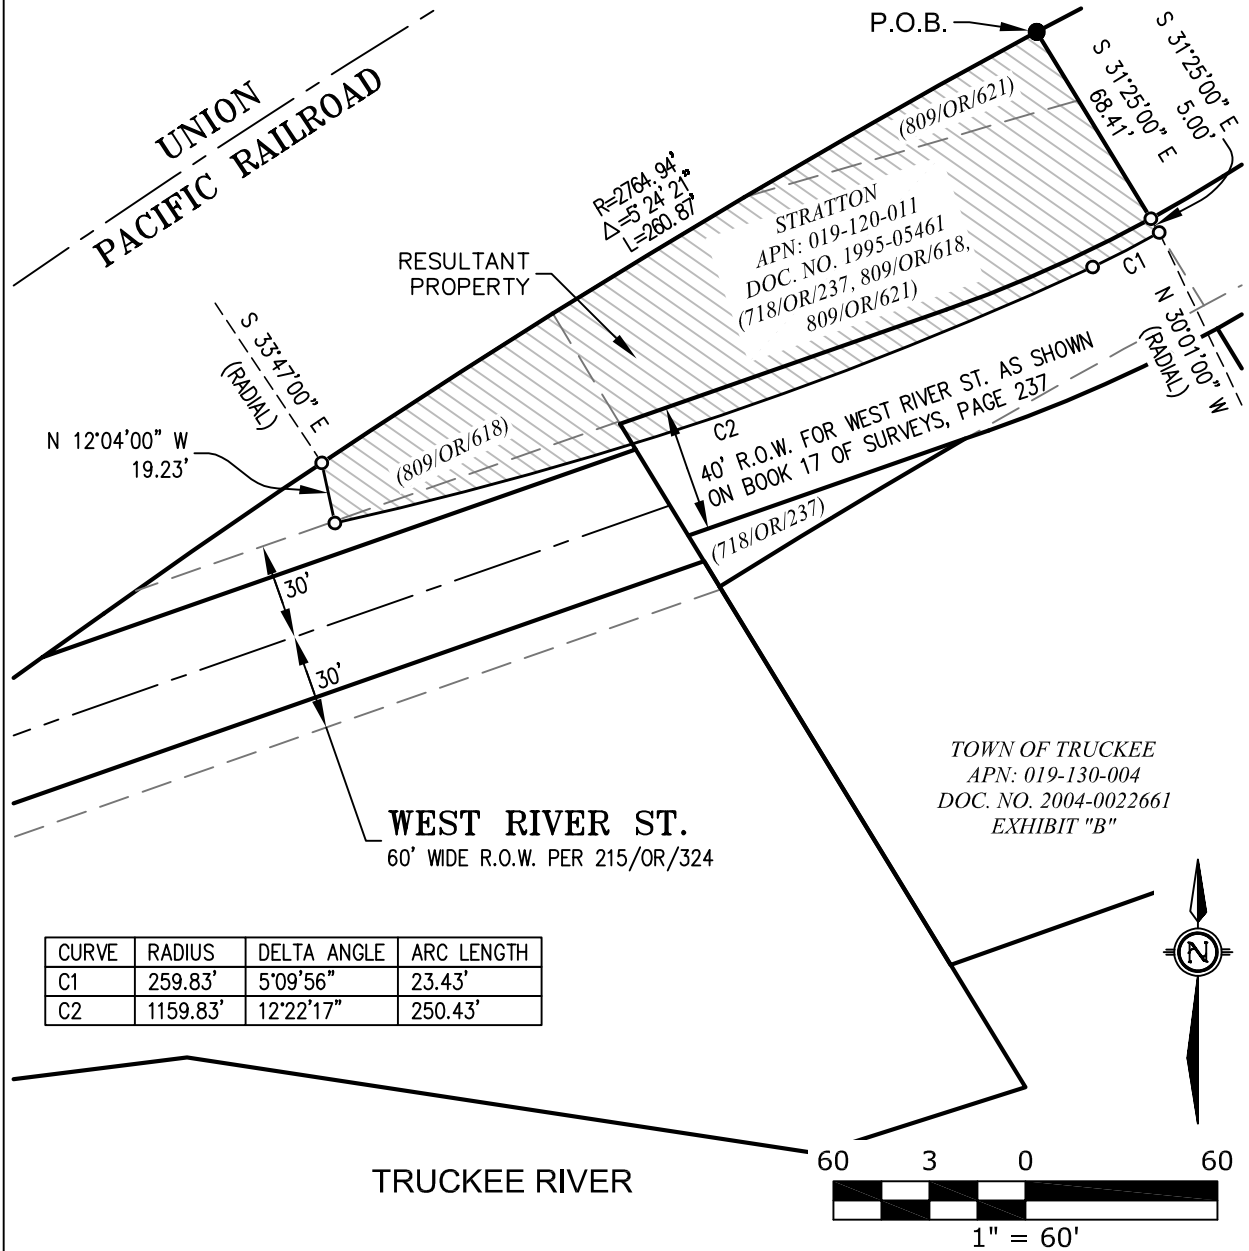 P.O.B.
S 31°25'00" E
5.00'
S 31°25'00" E
68.41'
UNION
PACIFIC RAILROAD
(809/OR/621)
R=2764.94'
Δ=5°24'21"
L=260.87'
STRATTON
APN: 019-120-011
DOC. NO. 1995-05461
(718/OR/237, 809/OR/618,
809/OR/621)
RESULTANT
PROPERTY
C1
N 30°01'00" W
(RADIAL)
S 33°47'00" E
(RADIAL)
N 12°04'00" W
19.23'
(809/OR/618)
C2
40' R.O.W. FOR WEST RIVER ST. AS SHOWN
ON BOOK 17 OF SURVEYS, PAGE 237
(718/OR/237)
30'
30'
TOWN OF TRUCKEE
APN: 019-130-004
DOC. NO. 2004-0022661
EXHIBIT "B"
WEST RIVER ST.
60' WIDE R.O.W. PER 215/OR/324
CURVE RADIUS DELTA ANGLE ARC LENGTH
C1 259.83' 5°09'56" 23.43'
C2 1159.83' 12°22'17" 250.43'
N
TRUCKEE RIVER
60 3 0 60
1" = 60'